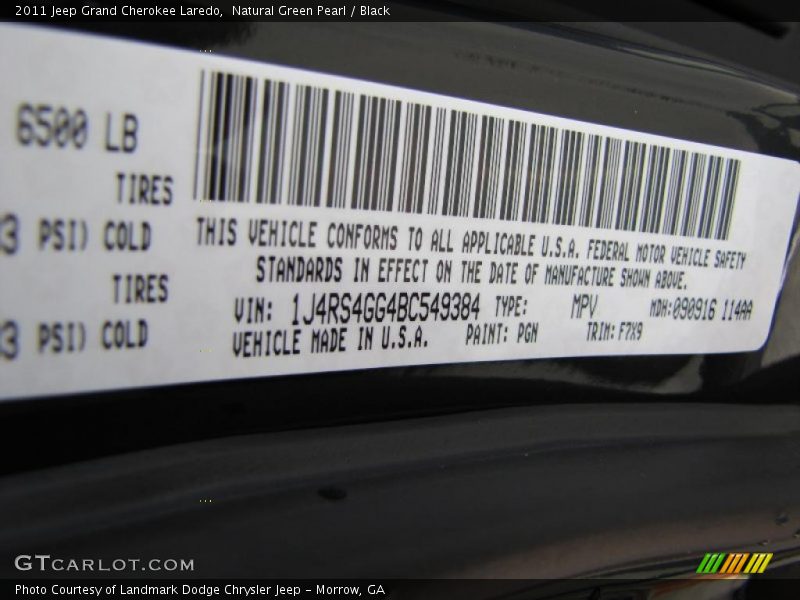 2011 Jeep Grand Cherokee Laredo,  Natural Green Pearl / Black
6500 LB
TIRES
3 PSI) COLD
TIRES
3 PSI) COLD
THIS VEHICLE CONFORMS TO ALL APPLICABLE U.S.A. FEDERAL MOTOR VEHICLE SAFETY
STANDARDS IN EFFECT ON THE DATE OF MANUFACTURE SHOWN ABOVE.
VIN: 1J4RS4GG4BC549384 TYPE: MPV MDH:090916 114AA
VEHICLE MADE IN U.S.A. PAINT: PGN TRIM: F7X9
GTCARLOT.COM
Photo Courtesy of Landmark Dodge Chrysler Jeep - Morrow, GA